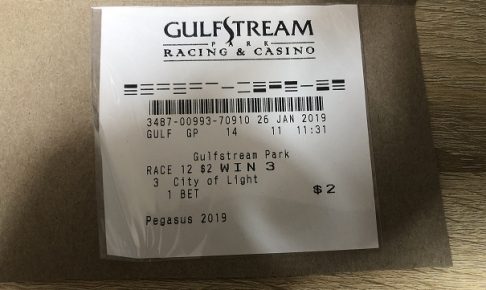 GULFSTREAM
PARK
RACING & CASINO
3487-00993-70910 26 JAN 2019
GULF GP 14 11 11:31
Gulfstream Park
RACE 12 $2 WIN 3
3 City of Light
1 BET $2
Pegasus 2019